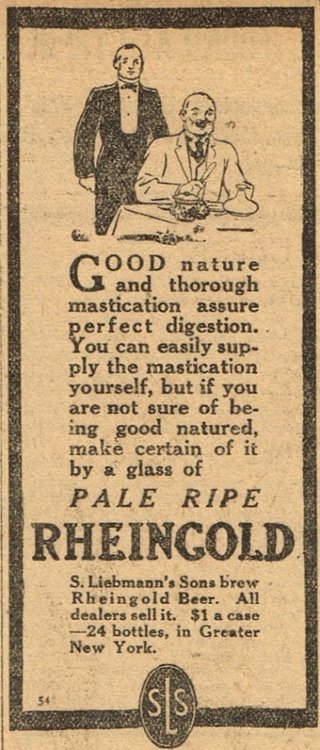 GOOD nature
and thorough
mastication assure
perfect digestion.
You can easily sup-
ply the mastication
yourself, but if you
are not sure of be-
ing good natured,
make certain of it
by a glass of
PALE RIPE
RHEINGOLD
S. Liebmann's Sons brew
Rheingold Beer. All
dealers sell it. $1 a case
—24 bottles, in Greater
New York.
54
SLS